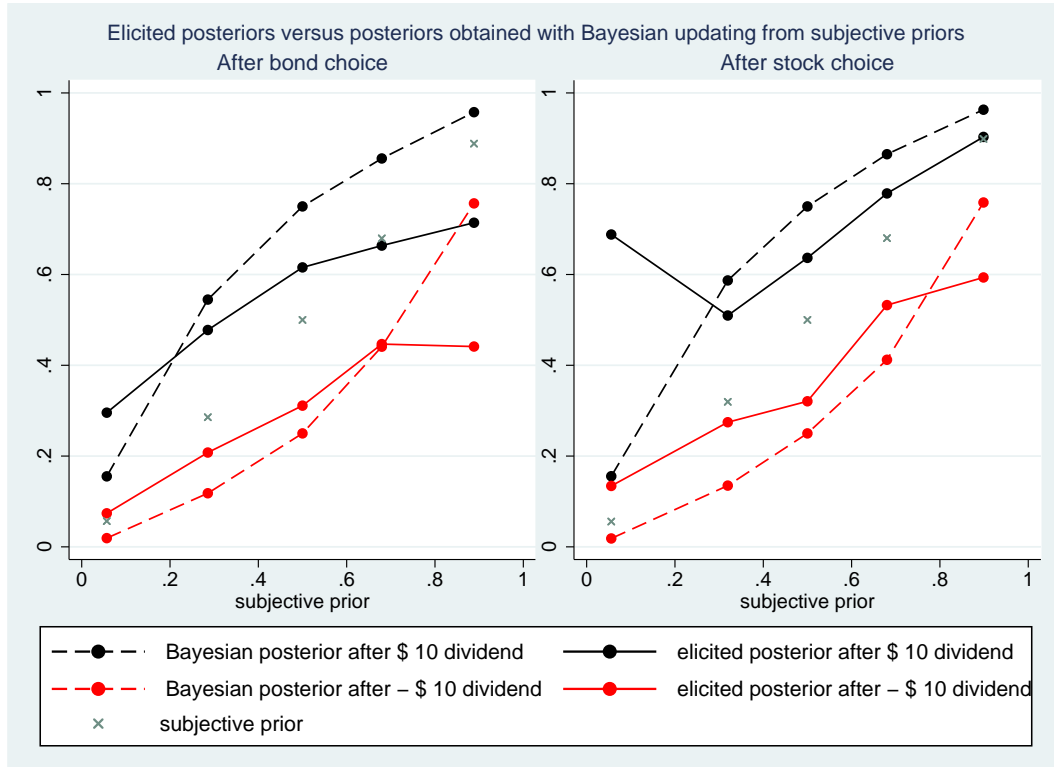 Elicited posteriors versus posteriors obtained with Bayesian updating from subjective priors
After bond choice
1
.8
.6
.4
.2
0
0 .2 .4 .6 .8 1
subjective prior
After stock choice
1
.8
.6
.4
.2
0
0 .2 .4 .6 .8 1
subjective prior
Bayesian posterior after $ 10 dividend
elicited posterior after $ 10 dividend
Bayesian posterior after − $ 10 dividend
elicited posterior after − $ 10 dividend
subjective prior